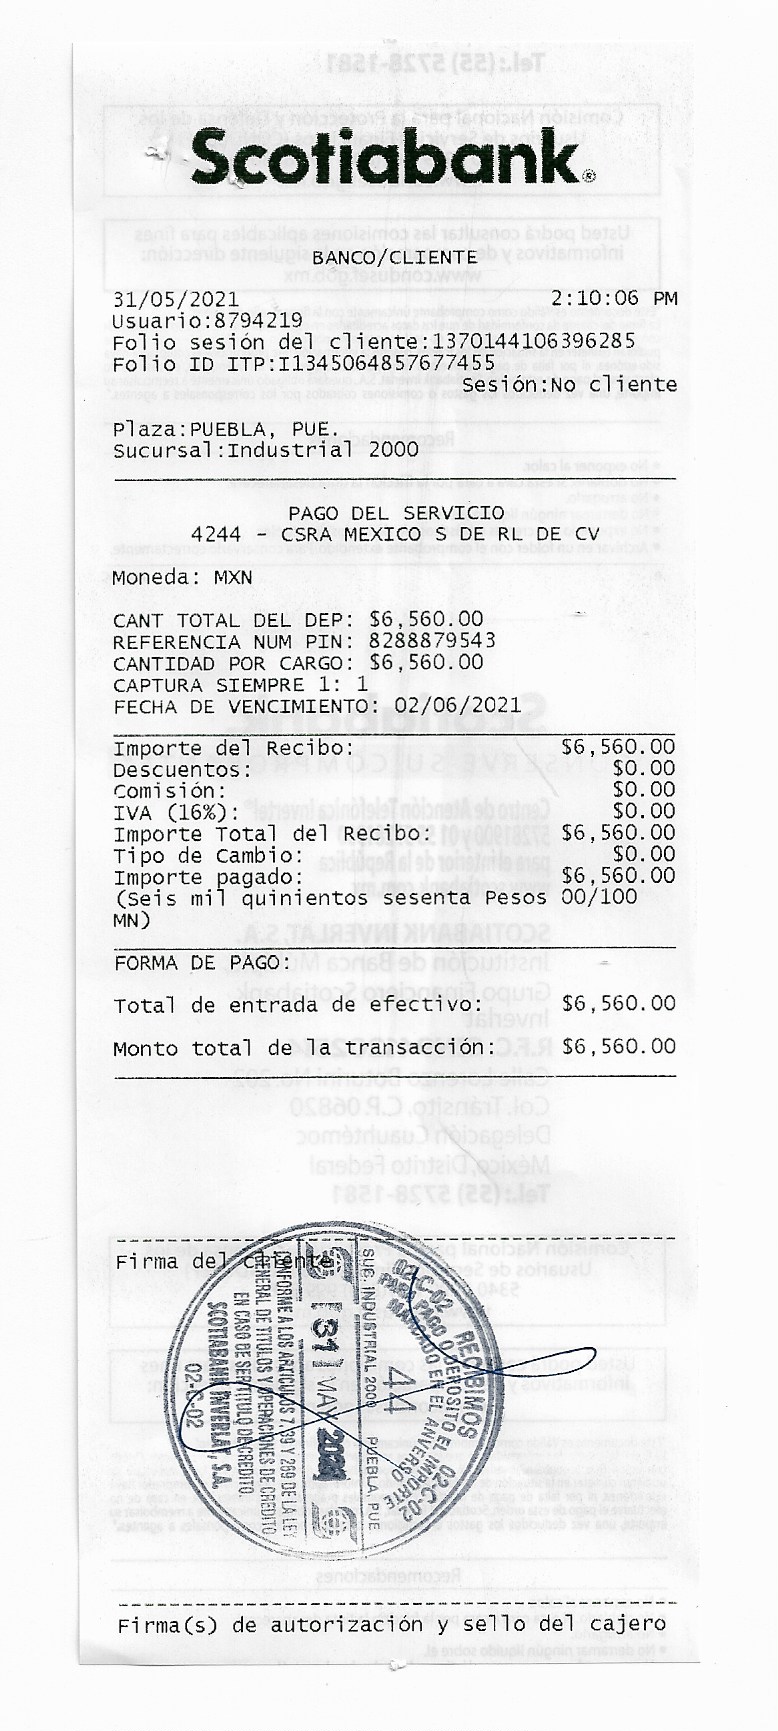 Scotiabank®
BANCO/CLIENTE
31/05/2021 2:10:06 PM
Usuario:8794219
Folio sesión del cliente:1370144106396285
Folio ID ITP:I1345064857677455
Sesión:No cliente
Plaza:PUEBLA, PUE.
Sucursal:Industrial 2000
PAGO DEL SERVICIO
4244 - CSRA MEXICO S DE RL DE CV
Moneda: MXN
CANT TOTAL DEL DEP: $6,560.00
REFERENCIA NUM PIN: 8288879543
CANTIDAD POR CARGO: $6,560.00
CAPTURA SIEMPRE 1: 1
FECHA DE VENCIMIENTO: 02/06/2021
Importe del Recibo: $6,560.00
Descuentos: $0.00
Comisión: $0.00
IVA (16%): $0.00
Importe Total del Recibo: $6,560.00
Tipo de Cambio: $0.00
Importe pagado: $6,560.00
(Seis mil quinientos sesenta Pesos 00/100
MN)
FORMA DE PAGO:
Total de entrada de efectivo: $6,560.00
Monto total de la transacción: $6,560.00
Firma del cliente
RECIBIMOS
02-C-02 PARA PAGO O DEPOSITO EL IMPORTE 02-C-02
MARCADO EN EL ANVERSO
44
SUC. INDUSTRIAL 2000 PUEBLA, PUE
31 MAY 2021
CONFORME A LOS ARTICULOS 7, 39 Y 269 DE LA LEY
GENERAL DE TITULOS Y OPERACIONES DE CREDITO
EN CASO DE SER TITULO DE CREDITO.
SCOTIABANK INVERLAT, S.A.
02-C-02
Firma(s) de autorización y sello del cajero